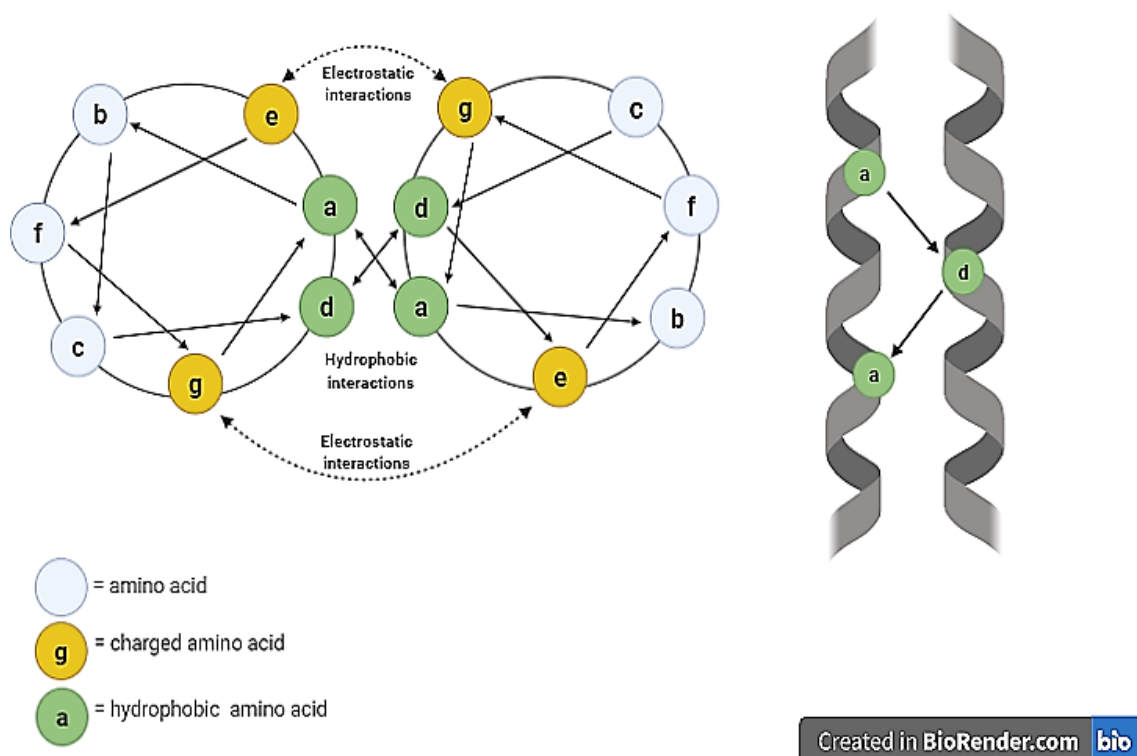 Electrostatic
interactions
b
e
g
c
a
d
f
f
d
a
b
c
g
e
Hydrophobic
interactions
Electrostatic
interactions
a
d
a
= amino acid
g = charged amino acid
a = hydrophobic amino acid
Created in BioRender.com bio